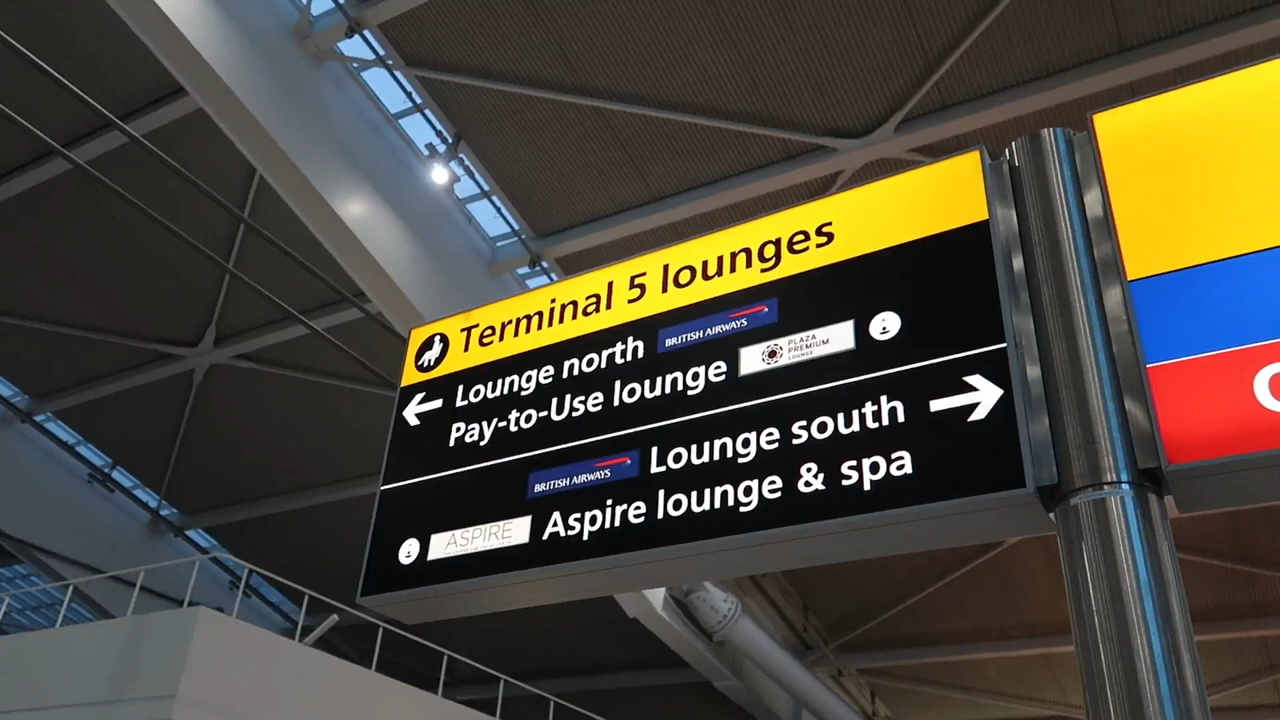 Terminal 5 lounges
Lounge north BRITISH AIRWAYS
Pay-to-Use lounge PLAZA PREMIUM LOUNGE
BRITISH AIRWAYS Lounge south
ASPIRE Aspire lounge & spa